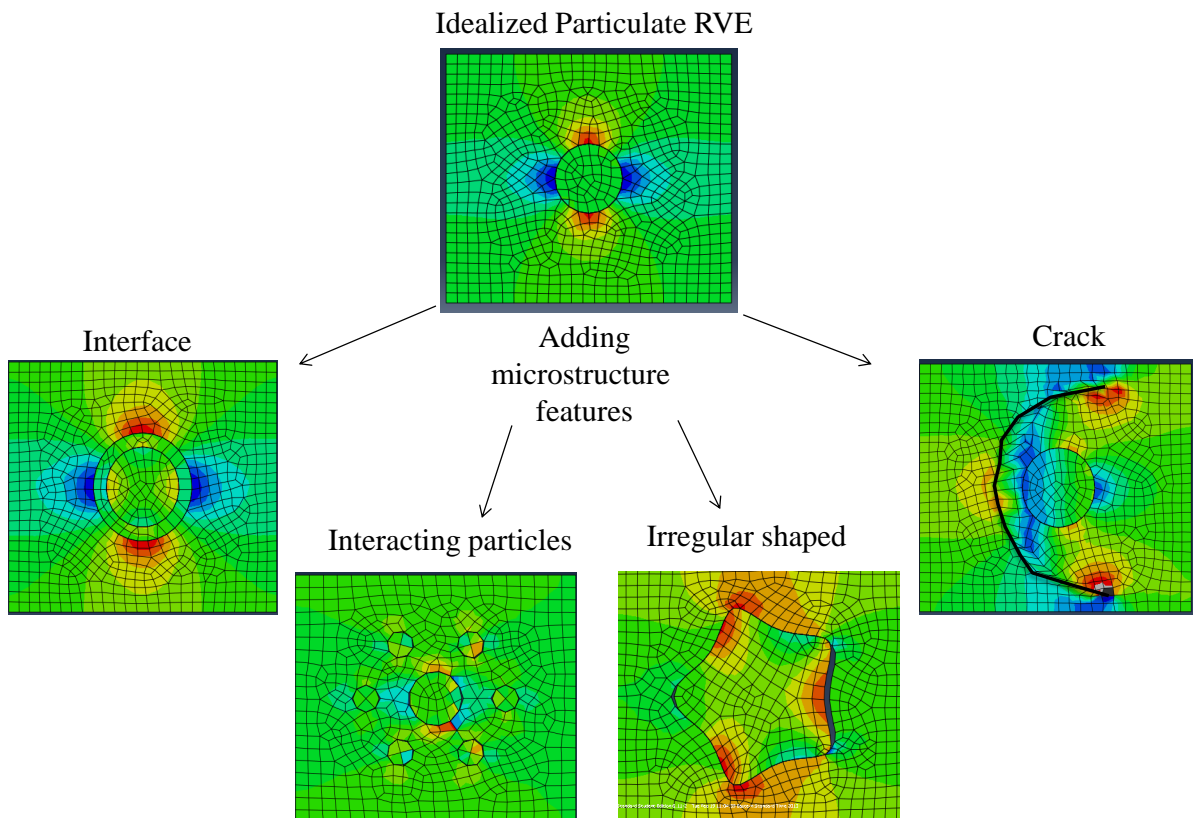 Idealized Particulate RVE
Interface
Adding
microstructure
features
Crack
Interacting particles
Irregular shaped